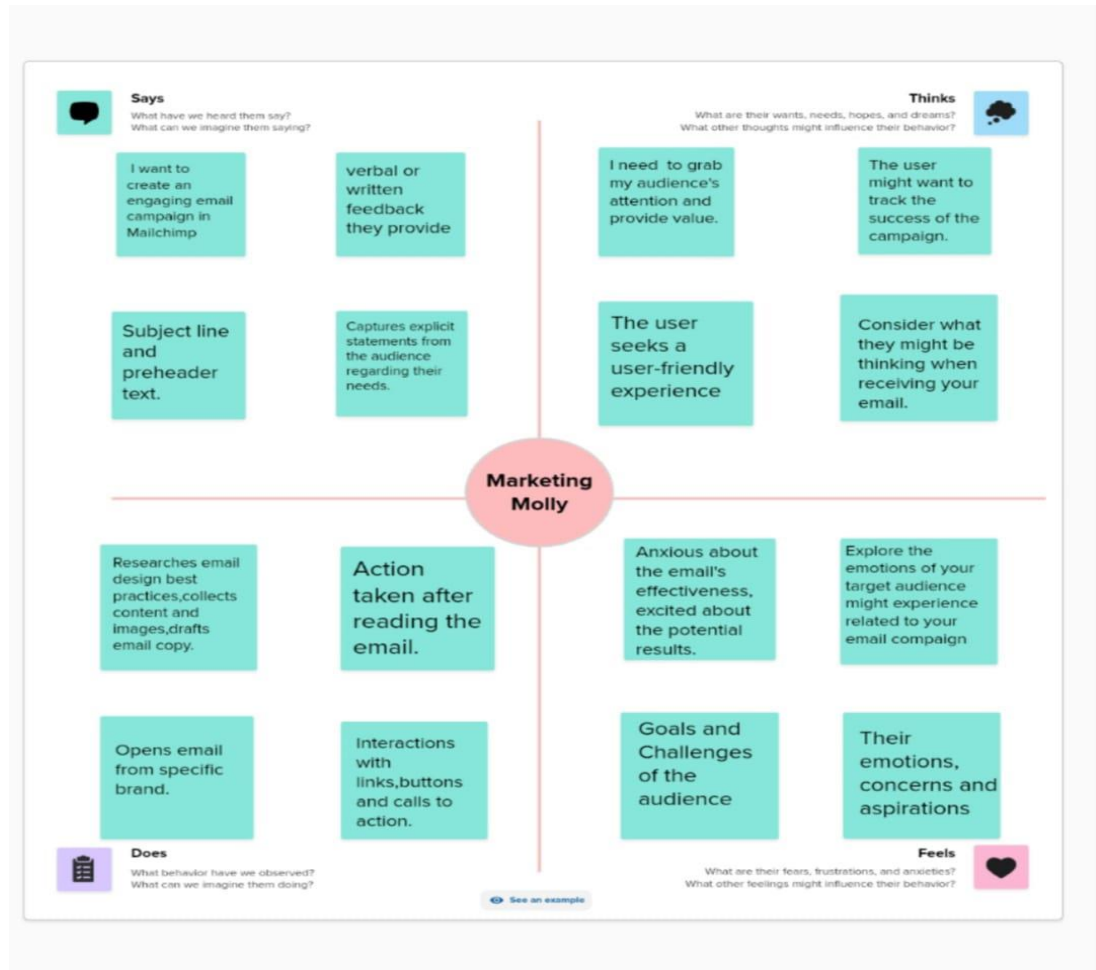 Says
What have we heard them say?
What can we imagine them saying?
I want to
create an
engaging email
campaign in
Mailchimp
verbal or
written
feedback
they provide
Subject line
and
preheader
text.
Captures explicit
statements from
the audience
regarding their
needs.
Thinks
What are their wants, needs, hopes, and dreams?
What other thoughts might influence their behavior?
I need to grab
my audience's
attention and
provide value.
The user
might want to
track the
success of the
campaign.
The user
seeks a
user-friendly
experience
Consider what
they might be
thinking when
receiving your
email.
Marketing
Molly
Researches email
design best
practices,collects
content and
images,drafts
email copy.
Action
taken after
reading the
email.
Opens email
from specific
brand.
Interactions
with
links,buttons
and calls to
action.
Does
What behavior have we observed?
What can we imagine them doing?
Anxious about
the email's
effectiveness,
excited about
the potential
results.
Explore the
emotions of your
target audience
might experience
related to your
email compaign
Goals and
Challenges
of the
audience
Their
emotions,
concerns and
aspirations
Feels
What are their fears, frustrations, and anxieties?
What other feelings might influence their behavior?
See an example